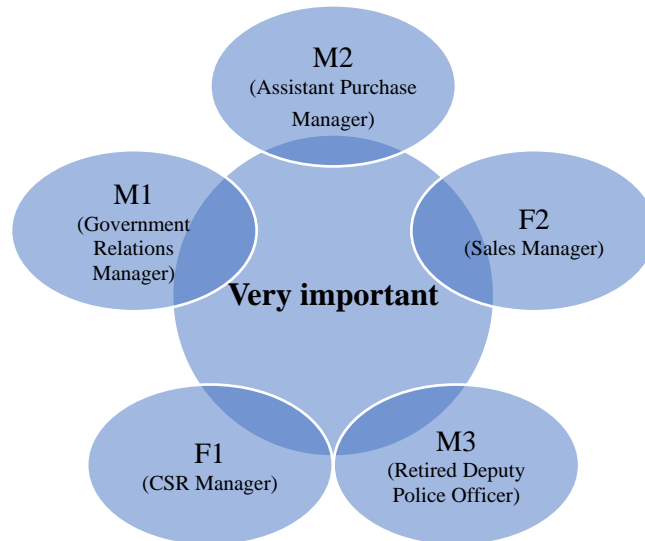 M2
(Assistant Purchase
Manager)
M1
(Government
Relations
Manager)
F2
(Sales Manager)
Very important
F1
(CSR Manager)
M3
(Retired Deputy
Police Officer)